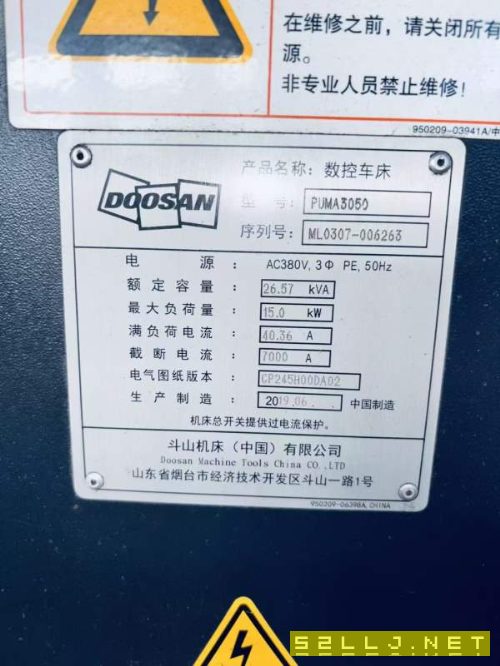 在维修之前，请关闭所有
源。
非专业人员禁止维修！
950209-03941A/中
DOOSAN
产品名称：数控车床
型 号：PUMA3050
序列号：ML0307-006263
电 源：AC380V, 3Φ PE, 50Hz
额定容量：26.57 kVA
最大负荷量：15.0 kW
满负荷电流：40.36 A
截断电流：7000 A
电气图纸版本：CP245H00DA02
生产制造：2019.06. 中国制造
机床总开关提供过电流保护。
斗山机床（中国）有限公司
Doosan Machine Tools China CO.,LTD
山东省烟台市经济技术开发区斗山一路1号
950209-06398A,CHINA
52LLJ.NET